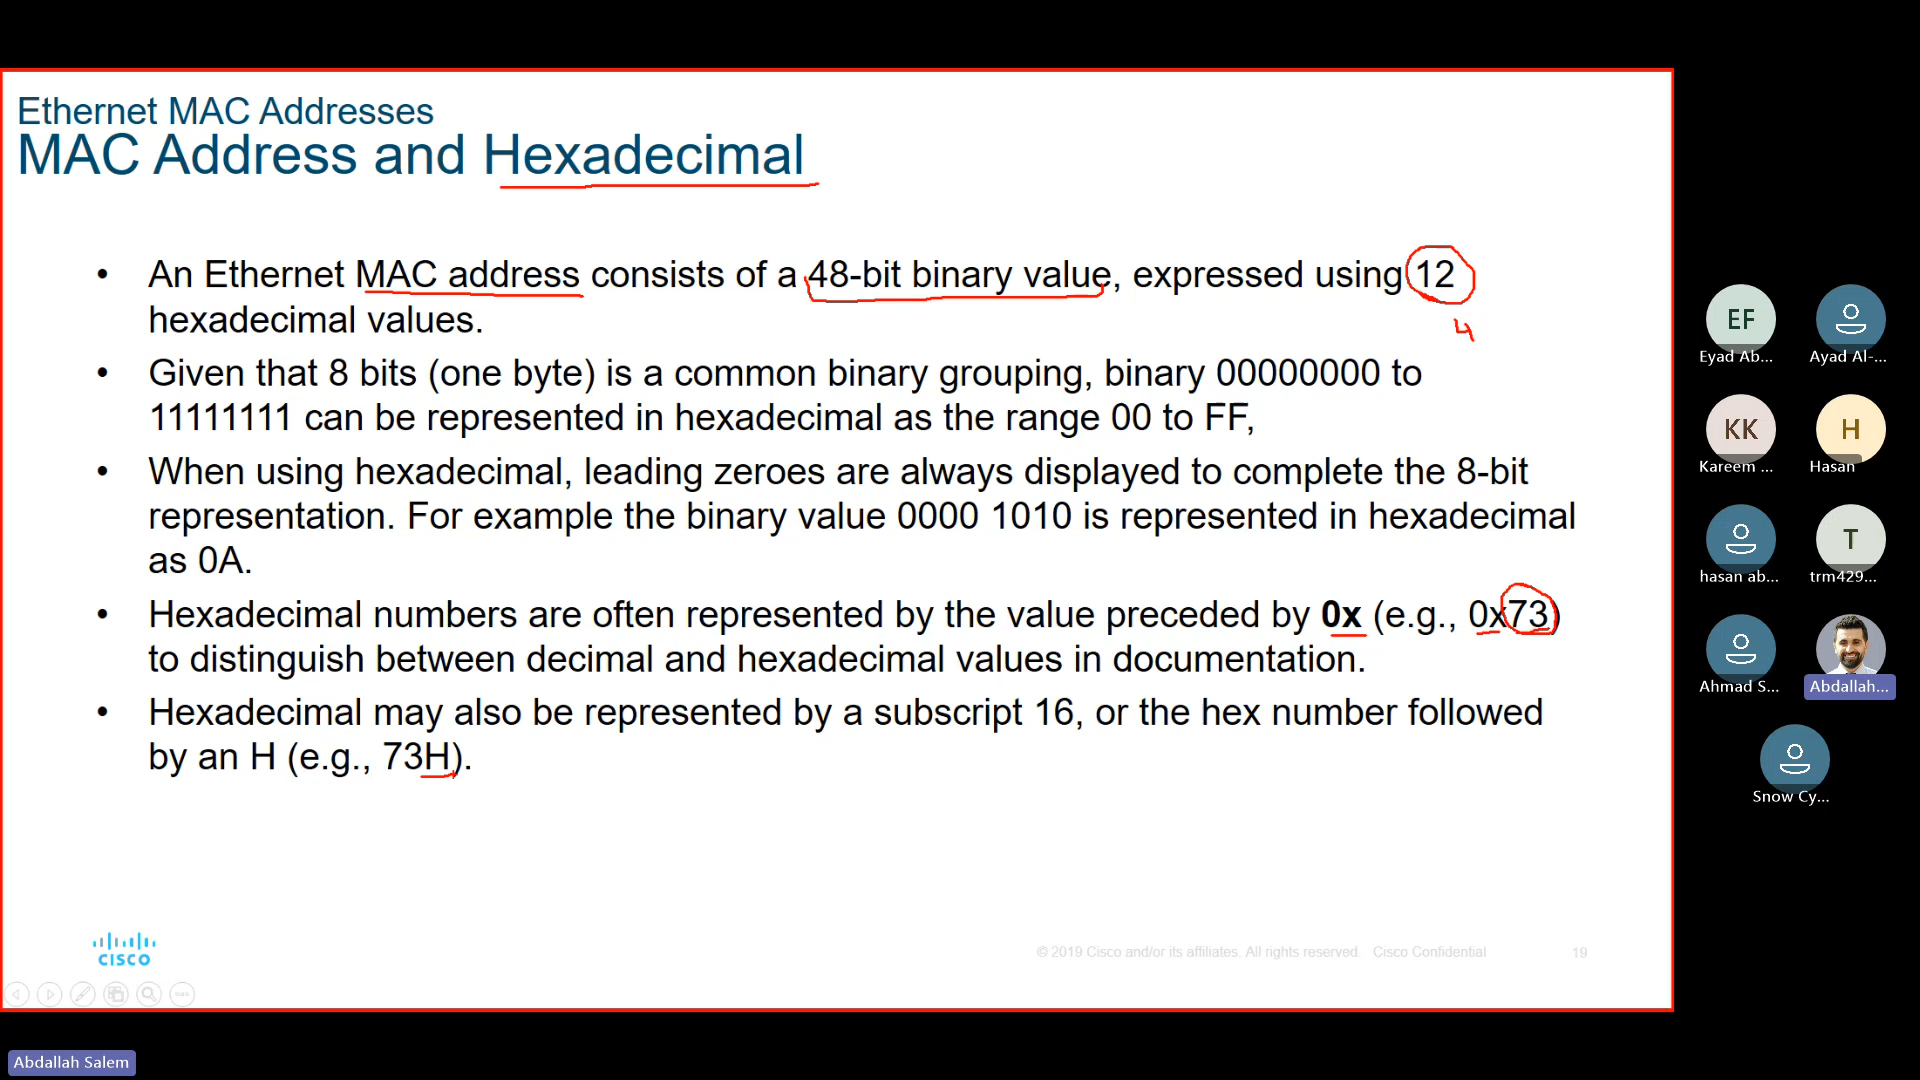 Ethernet MAC Addresses
MAC Address and Hexadecimal
• An Ethernet MAC address consists of a 48-bit binary value, expressed using 12
hexadecimal values.
4
• Given that 8 bits (one byte) is a common binary grouping, binary 00000000 to
11111111 can be represented in hexadecimal as the range 00 to FF,
• When using hexadecimal, leading zeroes are always displayed to complete the 8-bit
representation. For example the binary value 0000 1010 is represented in hexadecimal
as 0A.
• Hexadecimal numbers are often represented by the value preceded by 0x (e.g., 0x73)
to distinguish between decimal and hexadecimal values in documentation.
• Hexadecimal may also be represented by a subscript 16, or the hex number followed
by an H (e.g., 73H).
CISCO
© 2019 Cisco and/or its affiliates. All rights reserved. Cisco Confidential 19
EF
Eyad Ab...
Ayad Al-...
KK
Kareem ...
H
Hasan
hasan ab...
T
trm429...
Ahmad S...
Abdallah...
Snow Cy...
Abdallah Salem